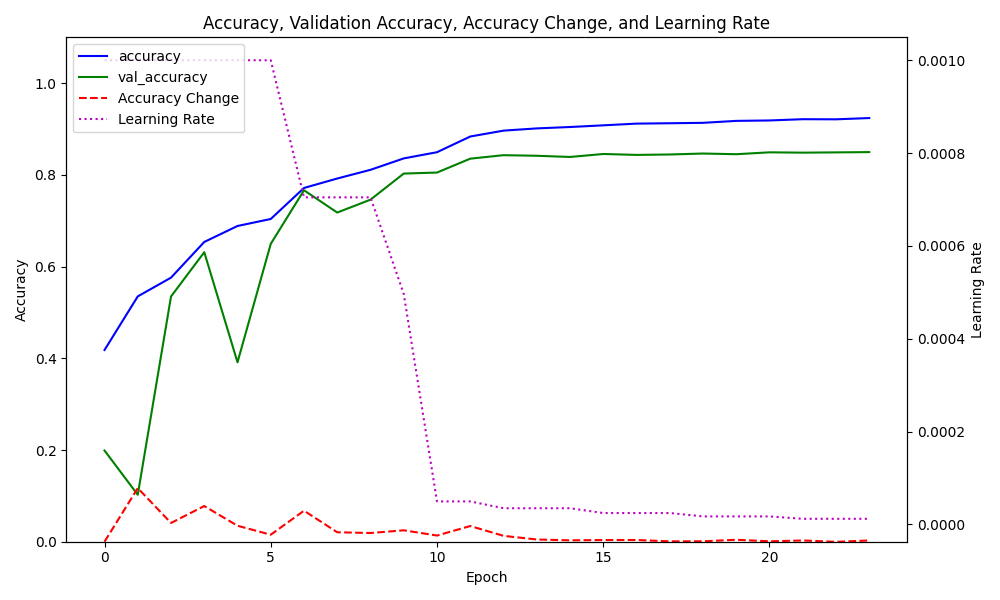 Accuracy, Validation Accuracy, Accuracy Change, and Learning Rate
accuracy
val_accuracy
Accuracy Change
Learning Rate
1.0
0.8
0.6
0.4
0.2
0.0
Accuracy
0
5
10
15
20
Epoch
0.0010
0.0008
0.0006
0.0004
0.0002
0.0000
Learning Rate